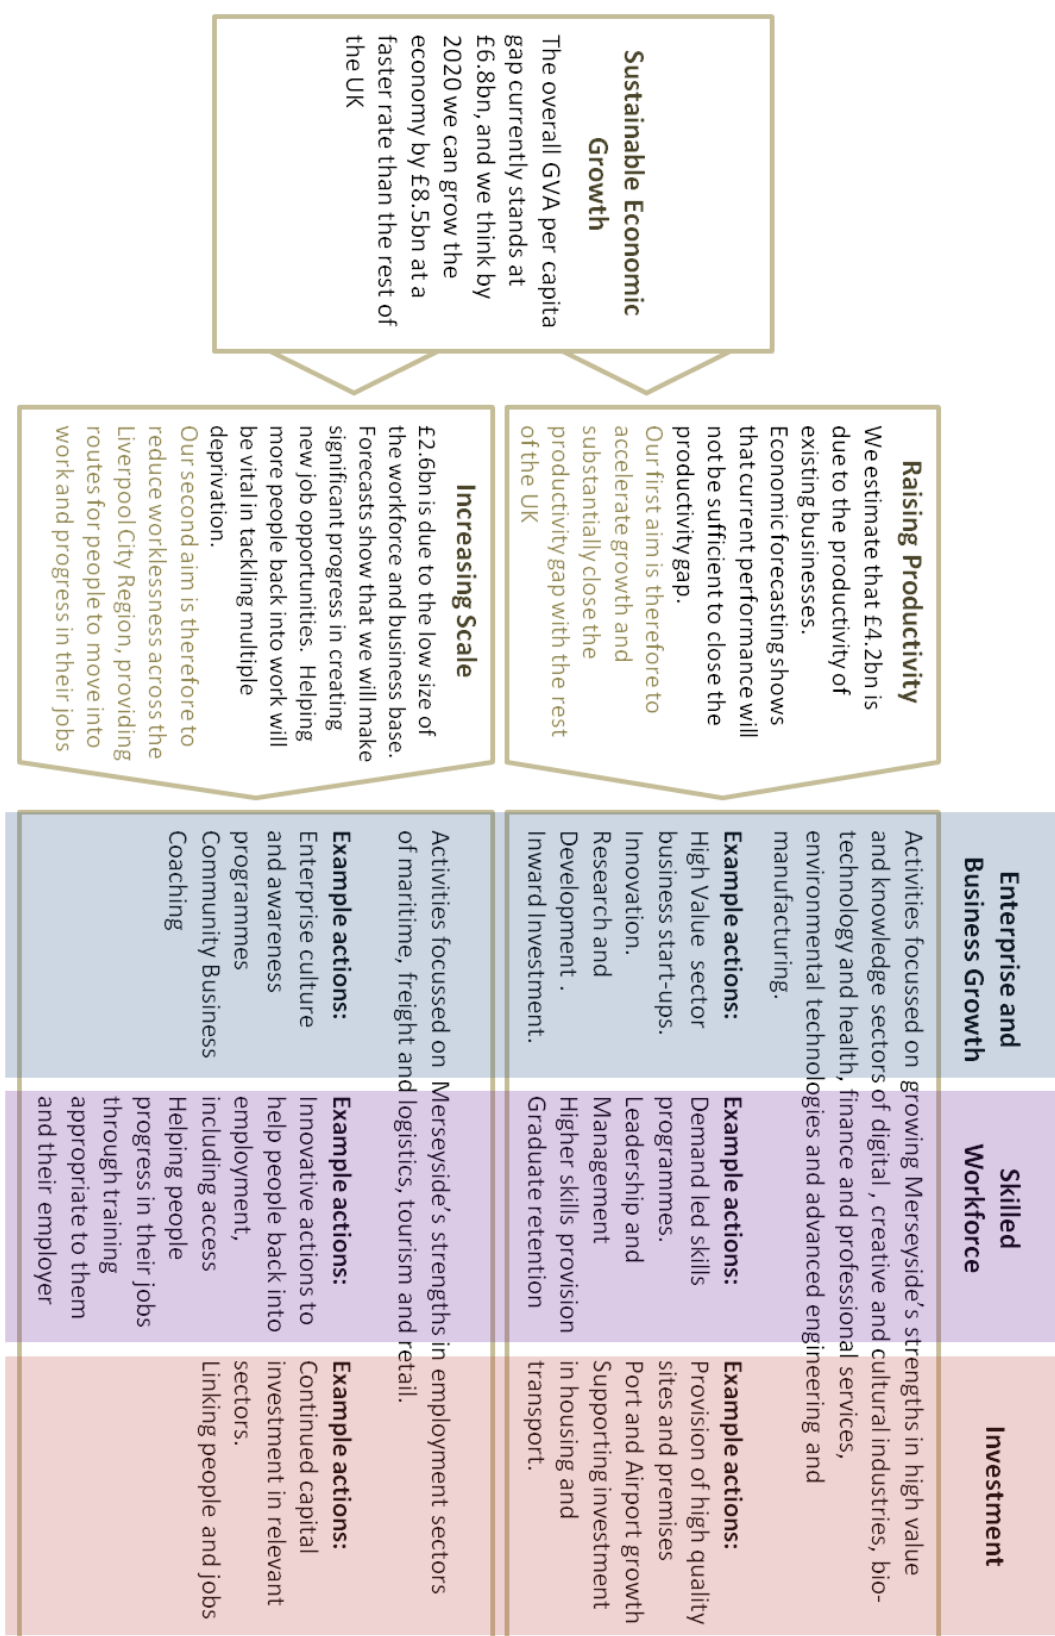 Sustainable Economic
Growth
The overall GVA per capita
gap currently stands at
£6.8bn, and we think by
2020 we can grow the
economy by £8.5bn at a
faster rate than the rest of
the UK
Raising Productivity
We estimate that £4.2bn is
due to the productivity of
existing businesses.
Economic forecasting shows
that current performance will
not be sufficient to close the
productivity gap.
Our first aim is therefore to
accelerate growth and
substantially close the
productivity gap with the rest
of the UK
Increasing Scale
£2.6bn is due to the low size of
the workforce and business base.
Forecasts show that we will make
significant progress in creating
new job opportunities. Helping
more people back into work will
be vital in tackling multiple
deprivation.
Our second aim is therefore to
reduce worklessness across the
Liverpool City Region, providing
routes for people to move into
work and progress in their jobs
Enterprise and
Business Growth
Skilled
Workforce
Investment
Activities focussed on growing Merseyside's strengths in high value
and knowledge sectors of digital , creative and cultural industries, bio-
technology and health, finance and professional services,
environmental technologies and advanced engineering and
manufacturing.
Example actions:
High Value sector
business start-ups.
Innovation.
Research and
Development .
Inward Investment.
Example actions:
Demand led skills
programmes.
Leadership and
Management
Higher skills provision
Graduate retention
Example actions:
Provision of high quality
sites and premises
Port and Airport growth
Supporting investment
in housing and
transport.
Activities focussed on Merseyside's strengths in employment sectors
of maritime, freight and logistics, tourism and retail.
Example actions:
Enterprise culture
and awareness
programmes
Community Business
Coaching
Example actions:
Innovative actions to
help people back into
employment,
including access
Helping people
progress in their jobs
through training
appropriate to them
and their employer
Example actions:
Continued capital
investment in relevant
sectors.
Linking people and jobs